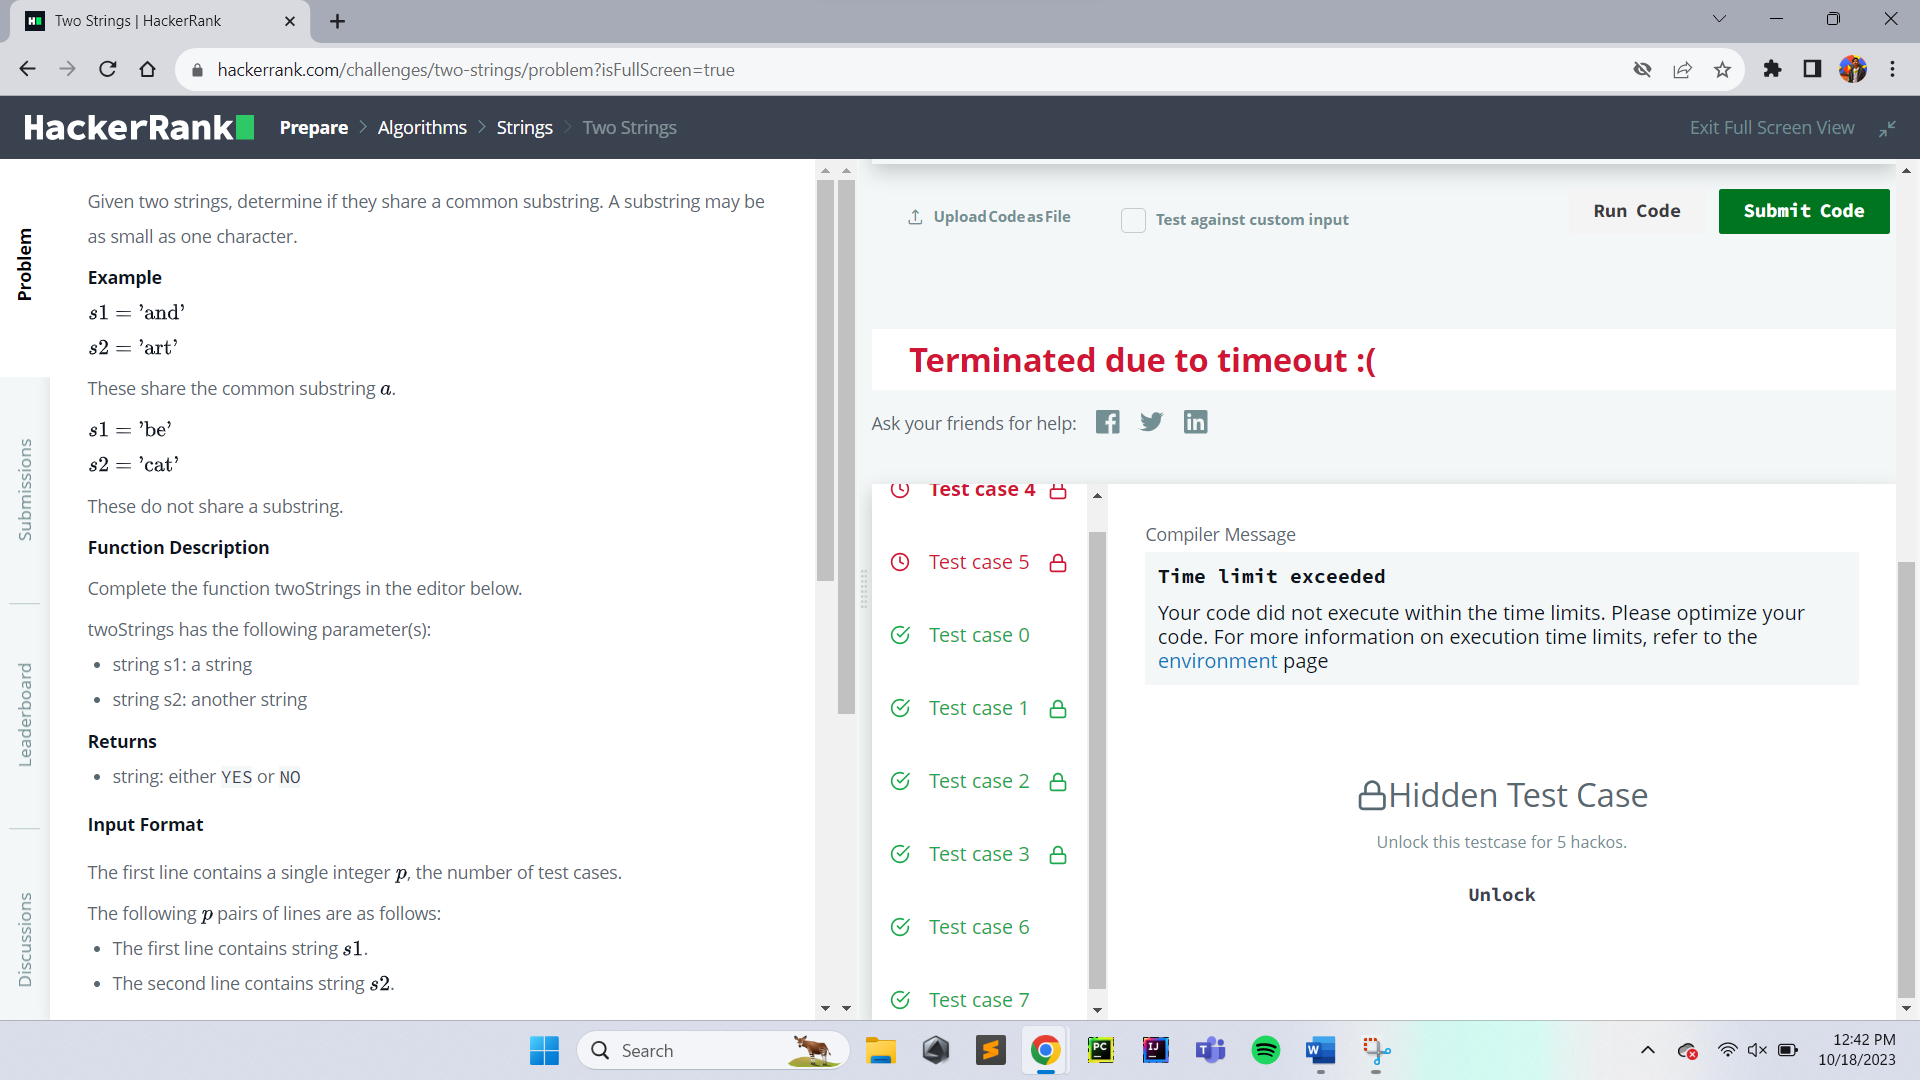 Two Strings | HackerRank
hackerrank.com/challenges/two-strings/problem?isFullScreen=true
HackerRank
Prepare > Algorithms > Strings > Two Strings
Exit Full Screen View
Problem
Submissions
Leaderboard
Discussions
Given two strings, determine if they share a common substring. A substring may be
as small as one character.
Example
s1 = 'and'
s2 = 'art'
These share the common substring a.
s1 = 'be'
s2 = 'cat'
These do not share a substring.
Function Description
Complete the function twoStrings in the editor below.
twoStrings has the following parameter(s):
• string s1: a string
• string s2: another string
Returns
• string: either YES or NO
Input Format
The first line contains a single integer p, the number of test cases.
The following p pairs of lines are as follows:
• The first line contains string s1.
• The second line contains string s2.
Upload Code as File
Test against custom input
Run Code
Submit Code
Terminated due to timeout :(
Ask your friends for help:
Test case 4
Test case 5
Test case 0
Test case 1
Test case 2
Test case 3
Test case 6
Test case 7
Compiler Message
Time limit exceeded
Your code did not execute within the time limits. Please optimize your
code. For more information on execution time limits, refer to the
environment page
Hidden Test Case
Unlock this testcase for 5 hackos.
Unlock
Search
12:42 PM
10/18/2023